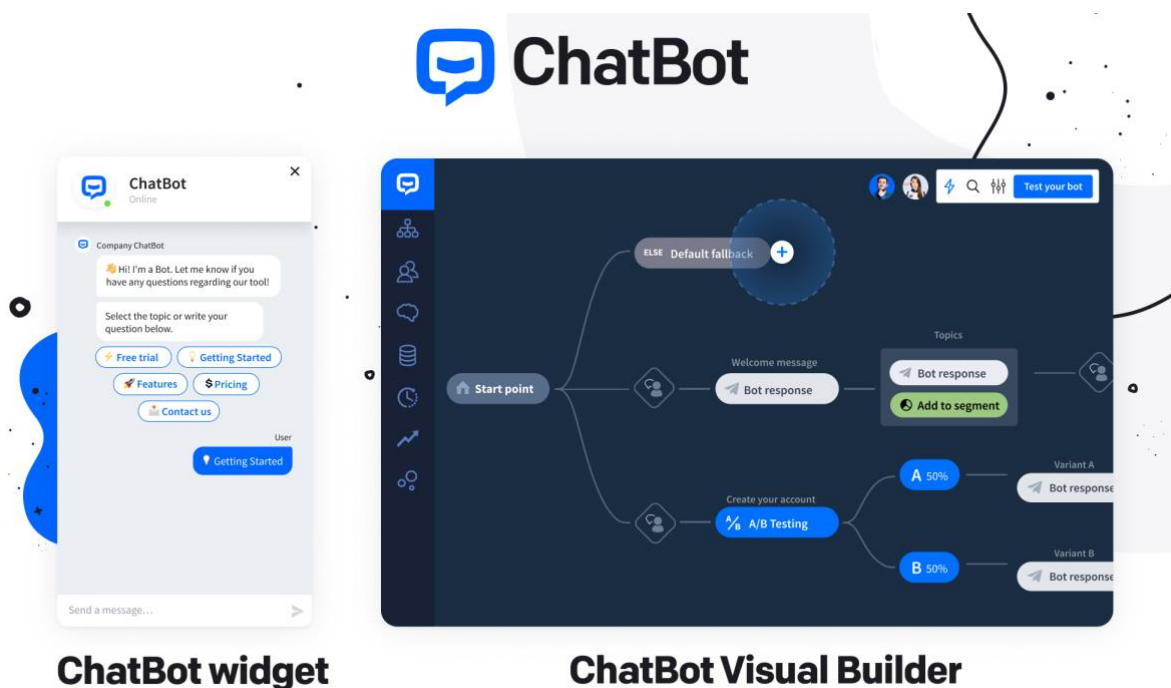 ChatBot
ChatBot
Online
Company ChatBot
👋 Hi! I'm a Bot. Let me know if you
have any questions regarding our tool!
Select the topic or write your
question below.
⚡ Free trial
💡 Getting Started
🚀 Features
$ Pricing
📩 Contact us
User
💡 Getting Started
Send a message...
ChatBot widget
Test your bot
ELSE Default fallback
Start point
Welcome message
Bot response
Topics
Bot response
Add to segment
Create your account
A/B A/B Testing
A 50%
Variant A
Bot response
B 50%
Variant B
Bot response
ChatBot Visual Builder